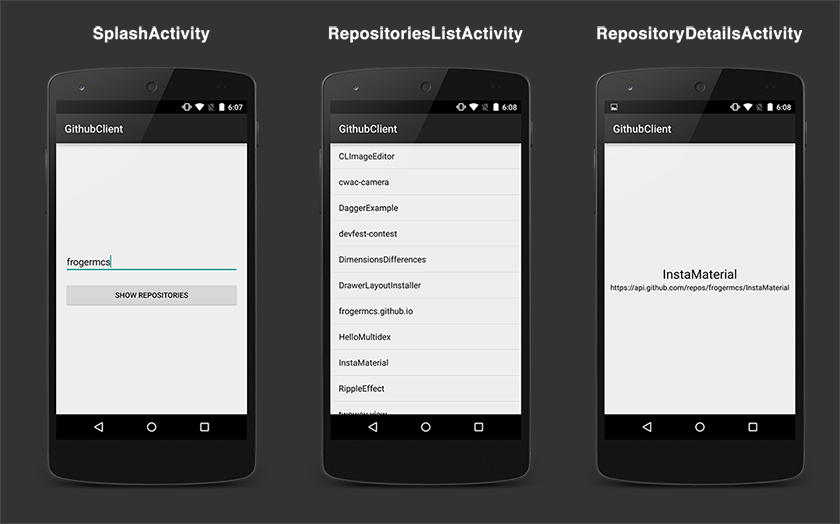 SplashActivity
RepositoriesListActivity
RepositoryDetailsActivity
6:07
GithubClient
frogermcs
SHOW REPOSITORIES
6:08
GithubClient
CLImageEditor
cwac-camera
DaggerExample
devfest-contest
DimensionsDifferences
DrawerLayoutInstaller
frogermcs.github.io
HelloMultidex
InstaMaterial
RippleEffect
6:08
GithubClient
InstaMaterial
https://api.github.com/repos/frogermcs/InstaMaterial